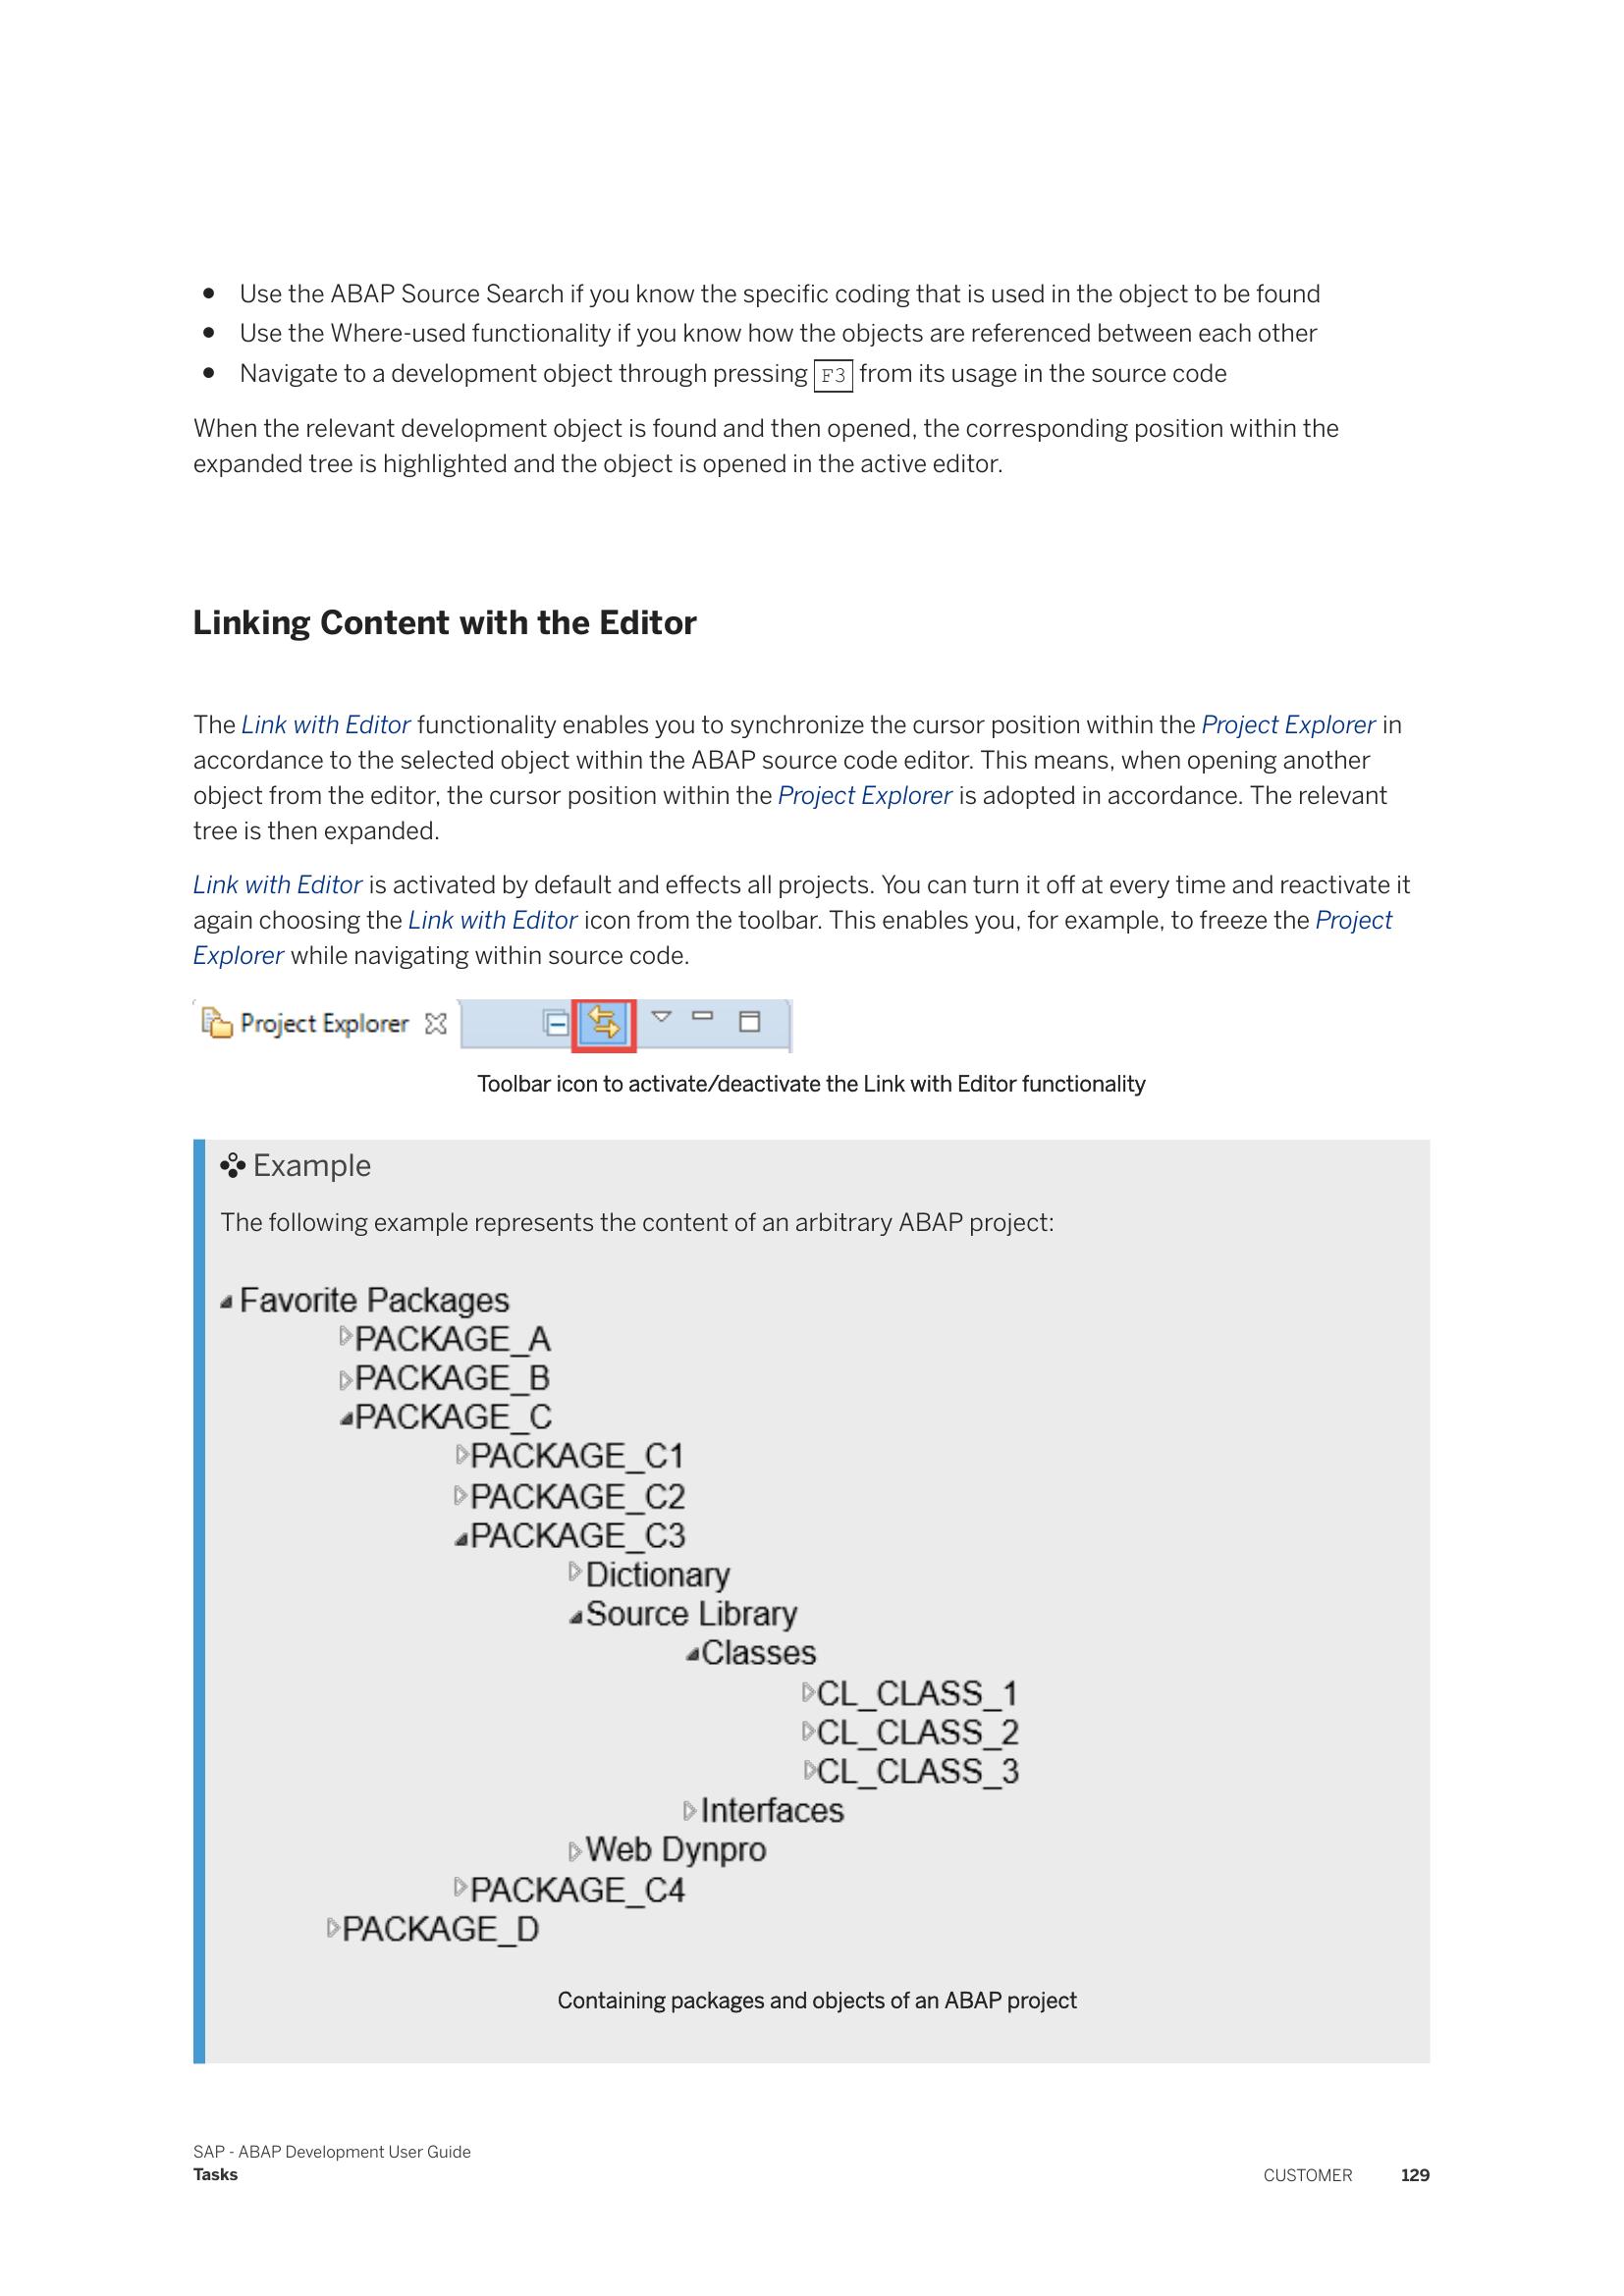 • Use the ABAP Source Search if you know the specific coding that is used in the object to be found
• Use the Where-used functionality if you know how the objects are referenced between each other
• Navigate to a development object through pressing F3 from its usage in the source code
When the relevant development object is found and then opened, the corresponding position within the
expanded tree is highlighted and the object is opened in the active editor.
Linking Content with the Editor
The Link with Editor functionality enables you to synchronize the cursor position within the Project Explorer in
accordance to the selected object within the ABAP source code editor. This means, when opening another
object from the editor, the cursor position within the Project Explorer is adopted in accordance. The relevant
tree is then expanded.
Link with Editor is activated by default and effects all projects. You can turn it off at every time and reactivate it
again choosing the Link with Editor icon from the toolbar. This enables you, for example, to freeze the Project
Explorer while navigating within source code.
Project Explorer
Toolbar icon to activate/deactivate the Link with Editor functionality
Example
The following example represents the content of an arbitrary ABAP project:
Favorite Packages
PACKAGE_A
PACKAGE_B
PACKAGE_C
PACKAGE_C1
PACKAGE_C2
PACKAGE_C3
Dictionary
Source Library
Classes
CL_CLASS_1
CL_CLASS_2
CL_CLASS_3
Interfaces
Web Dynpro
PACKAGE_C4
PACKAGE_D
Containing packages and objects of an ABAP project
SAP - ABAP Development User Guide
Tasks
CUSTOMER 129